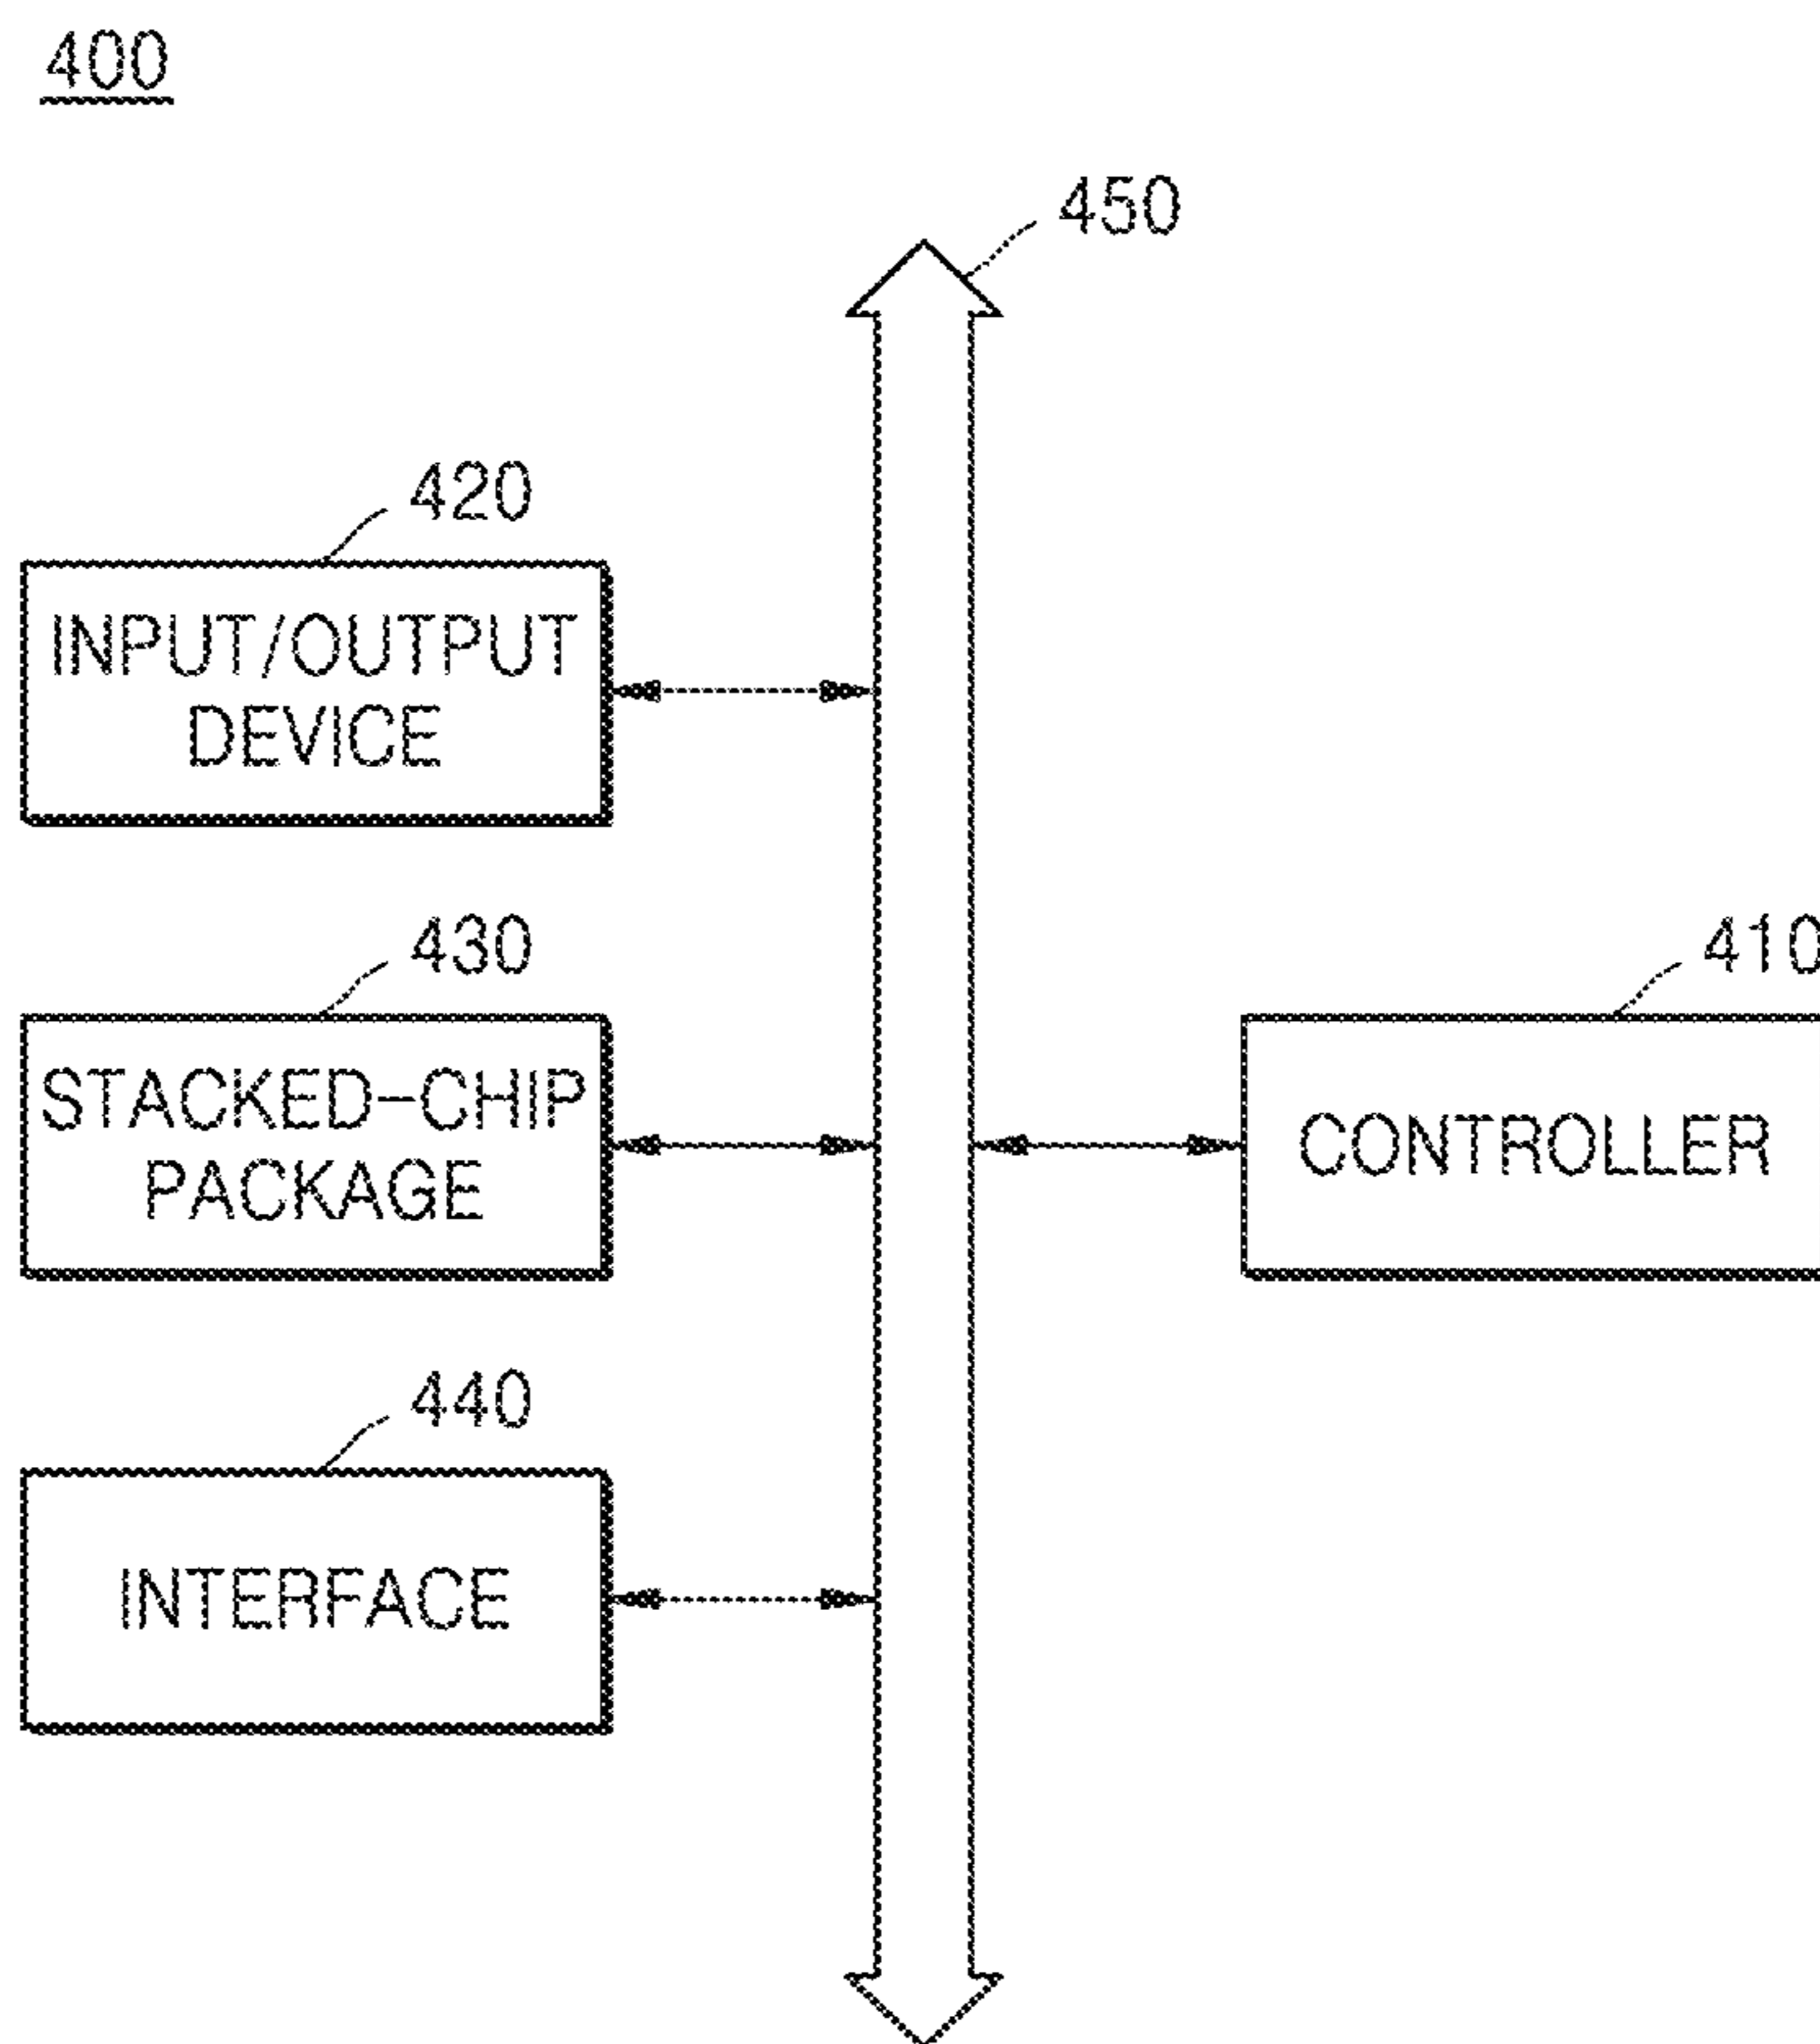 400
450
420
INPUT/OUTPUT
DEVICE
430
410
STACKED-CHIP
PACKAGE
CONTROLLER
440
INTERFACE